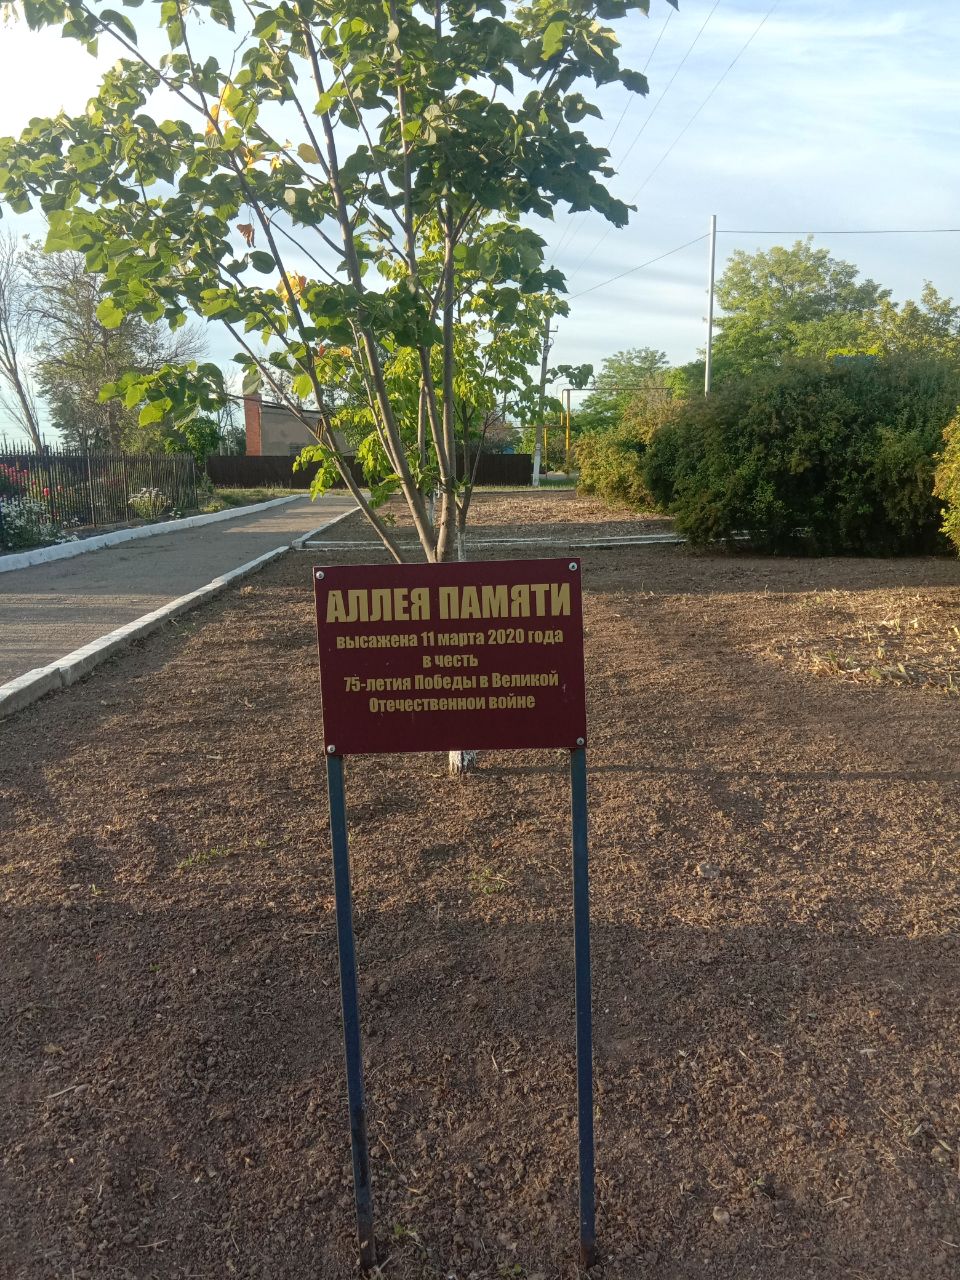 АЛЛЕЯ ПАМЯТИ
высажена 11 марта 2020 года
в честь
75-летия Победы в Великой
Отечественной войне